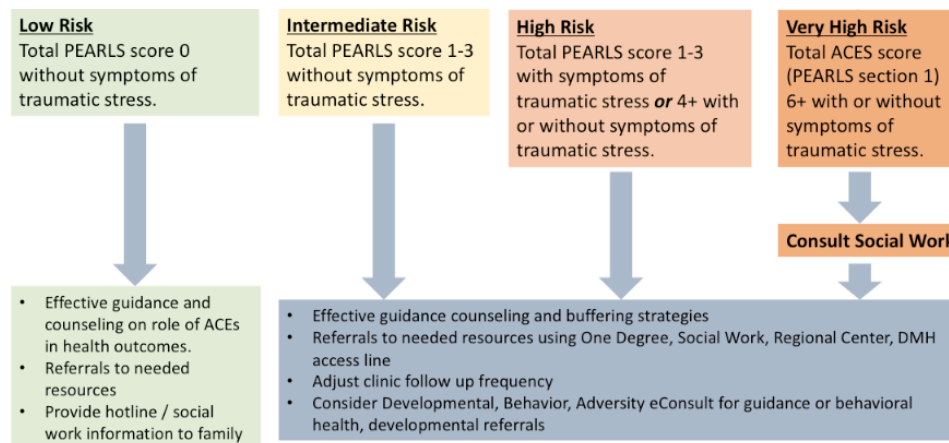 Low Risk
Total PEARLS score 0
without symptoms of
traumatic stress.
Intermediate Risk
Total PEARLS score 1-3
without symptoms of
traumatic stress.
High Risk
Total PEARLS score 1-3
with symptoms of
traumatic stress or 4+ with
or without symptoms of
traumatic stress.
Very High Risk
Total ACES score
(PEARLS section 1)
6+ with or without
symptoms of
traumatic stress.
Consult Social Work
• Effective guidance and
counseling on role of ACEs
in health outcomes.
• Referrals to needed
resources
• Provide hotline / social
work information to family
• Effective guidance counseling and buffering strategies
• Referrals to needed resources using One Degree, Social Work, Regional Center, DMH
access line
• Adjust clinic follow up frequency
• Consider Developmental, Behavior, Adversity eConsult for guidance or behavioral
health, developmental referrals